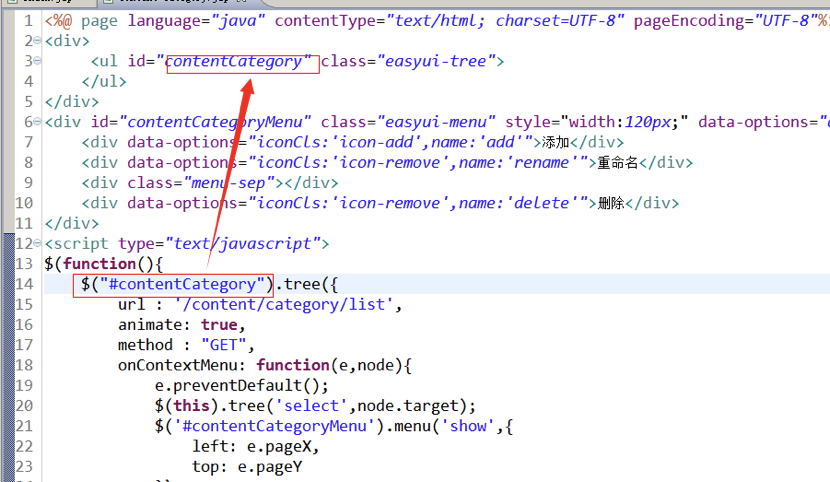 1 <%@ page language="java" contentType="text/html; charset=UTF-8" pageEncoding="UTF-8"%
2 <div>
3     <ul id="contentCategory" class="easyui-tree">
4     </ul>
5 </div>
6 <div id="contentCategoryMenu" class="easyui-menu" style="width:120px;" data-options="
7     <div data-options="iconCls:'icon-add',name:'add'">添加</div>
8     <div data-options="iconCls:'icon-remove',name:'rename'">重命名</div>
9     <div class="menu-sep"></div>
10     <div data-options="iconCls:'icon-remove',name:'delete'">删除</div>
11 </div>
12 <script type="text/javascript">
13 $(function(){
14     $("#contentCategory").tree({
15         url : '/content/category/list',
16         animate: true,
17         method : "GET",
18         onContextMenu: function(e,node){
19             e.preventDefault();
20             $(this).tree('select',node.target);
21             $('#contentCategoryMenu').menu('show',{
22                 left: e.pageX,
23                 top: e.pageY